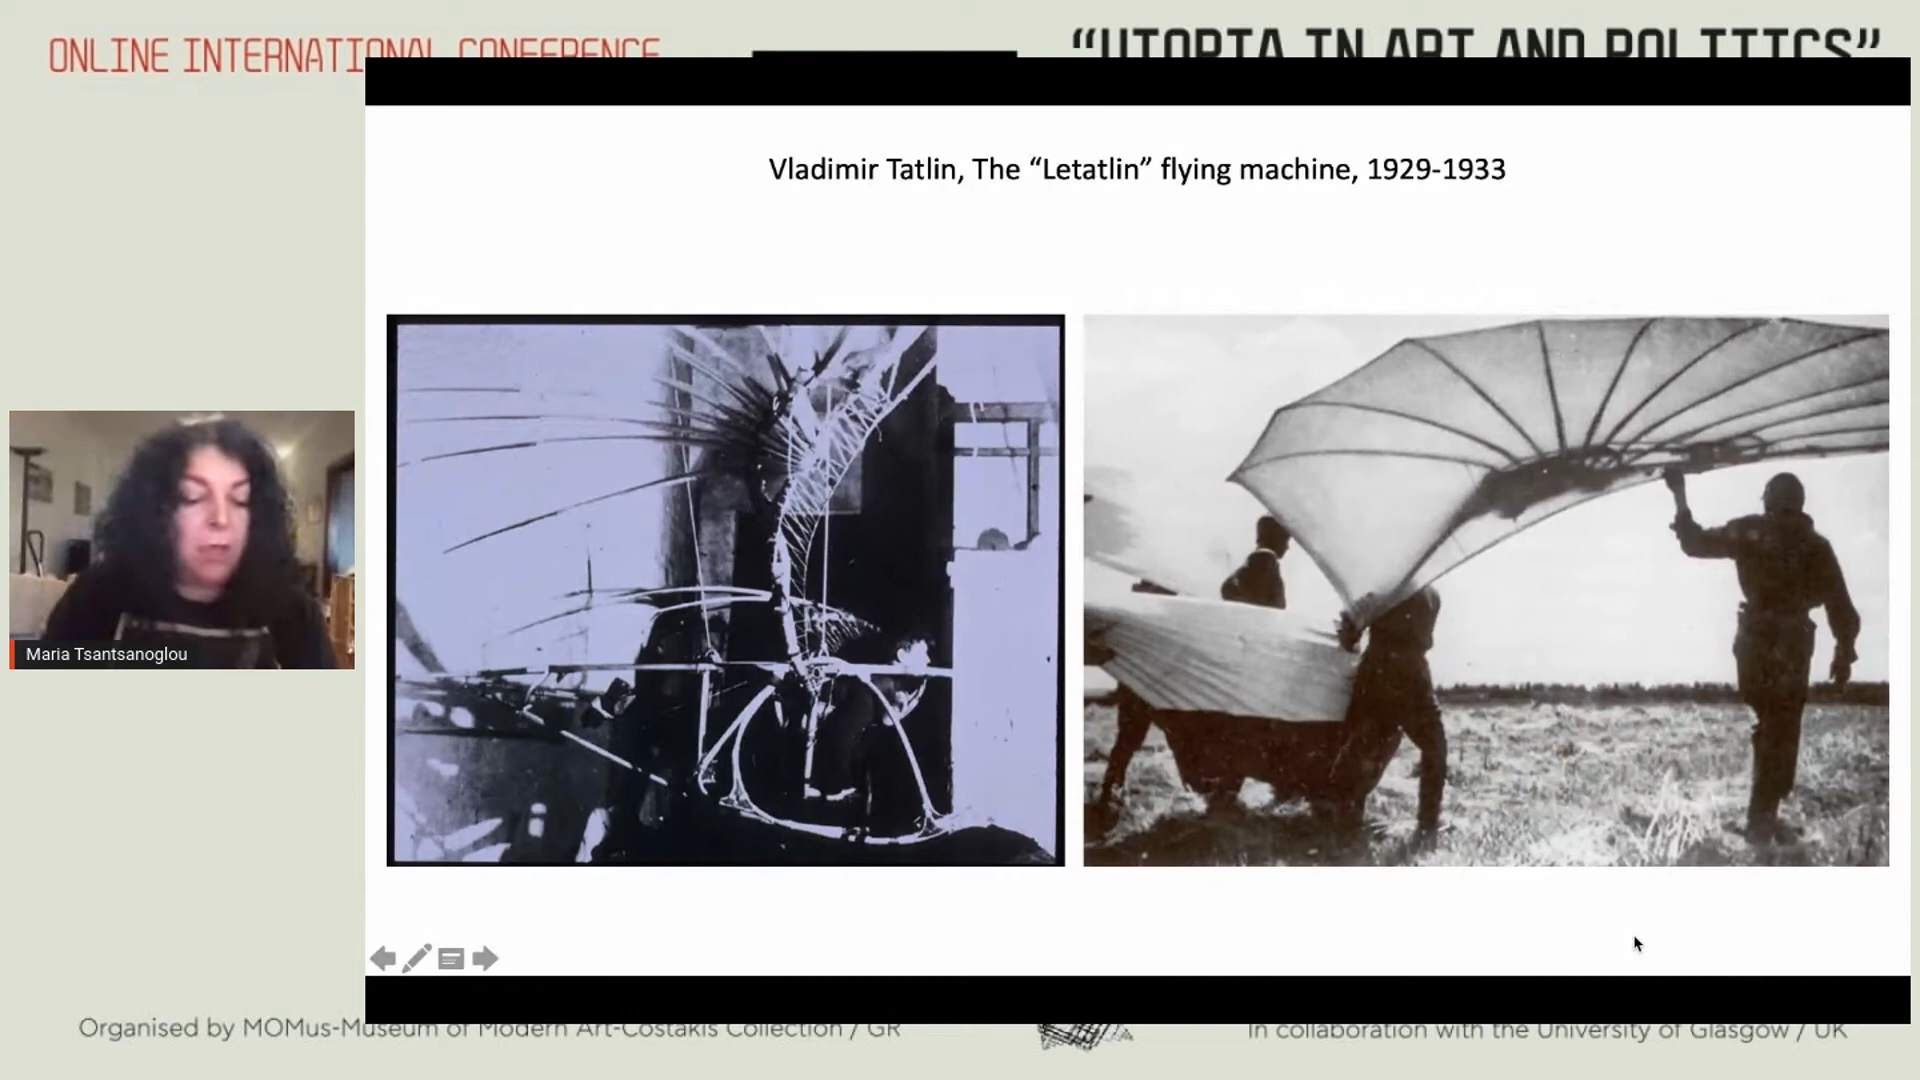 ONLINE INTERNATIONAL CONFERENCE
“UTOPIA IN ART AND POLITICS”
Vladimir Tatlin, The “Letatlin” flying machine, 1929-1933
Maria Tsantsanoglou
Organised by MOMus-Museum of Modern Art-Costakis Collection / GR
In collaboration with the University of Glasgow / UK